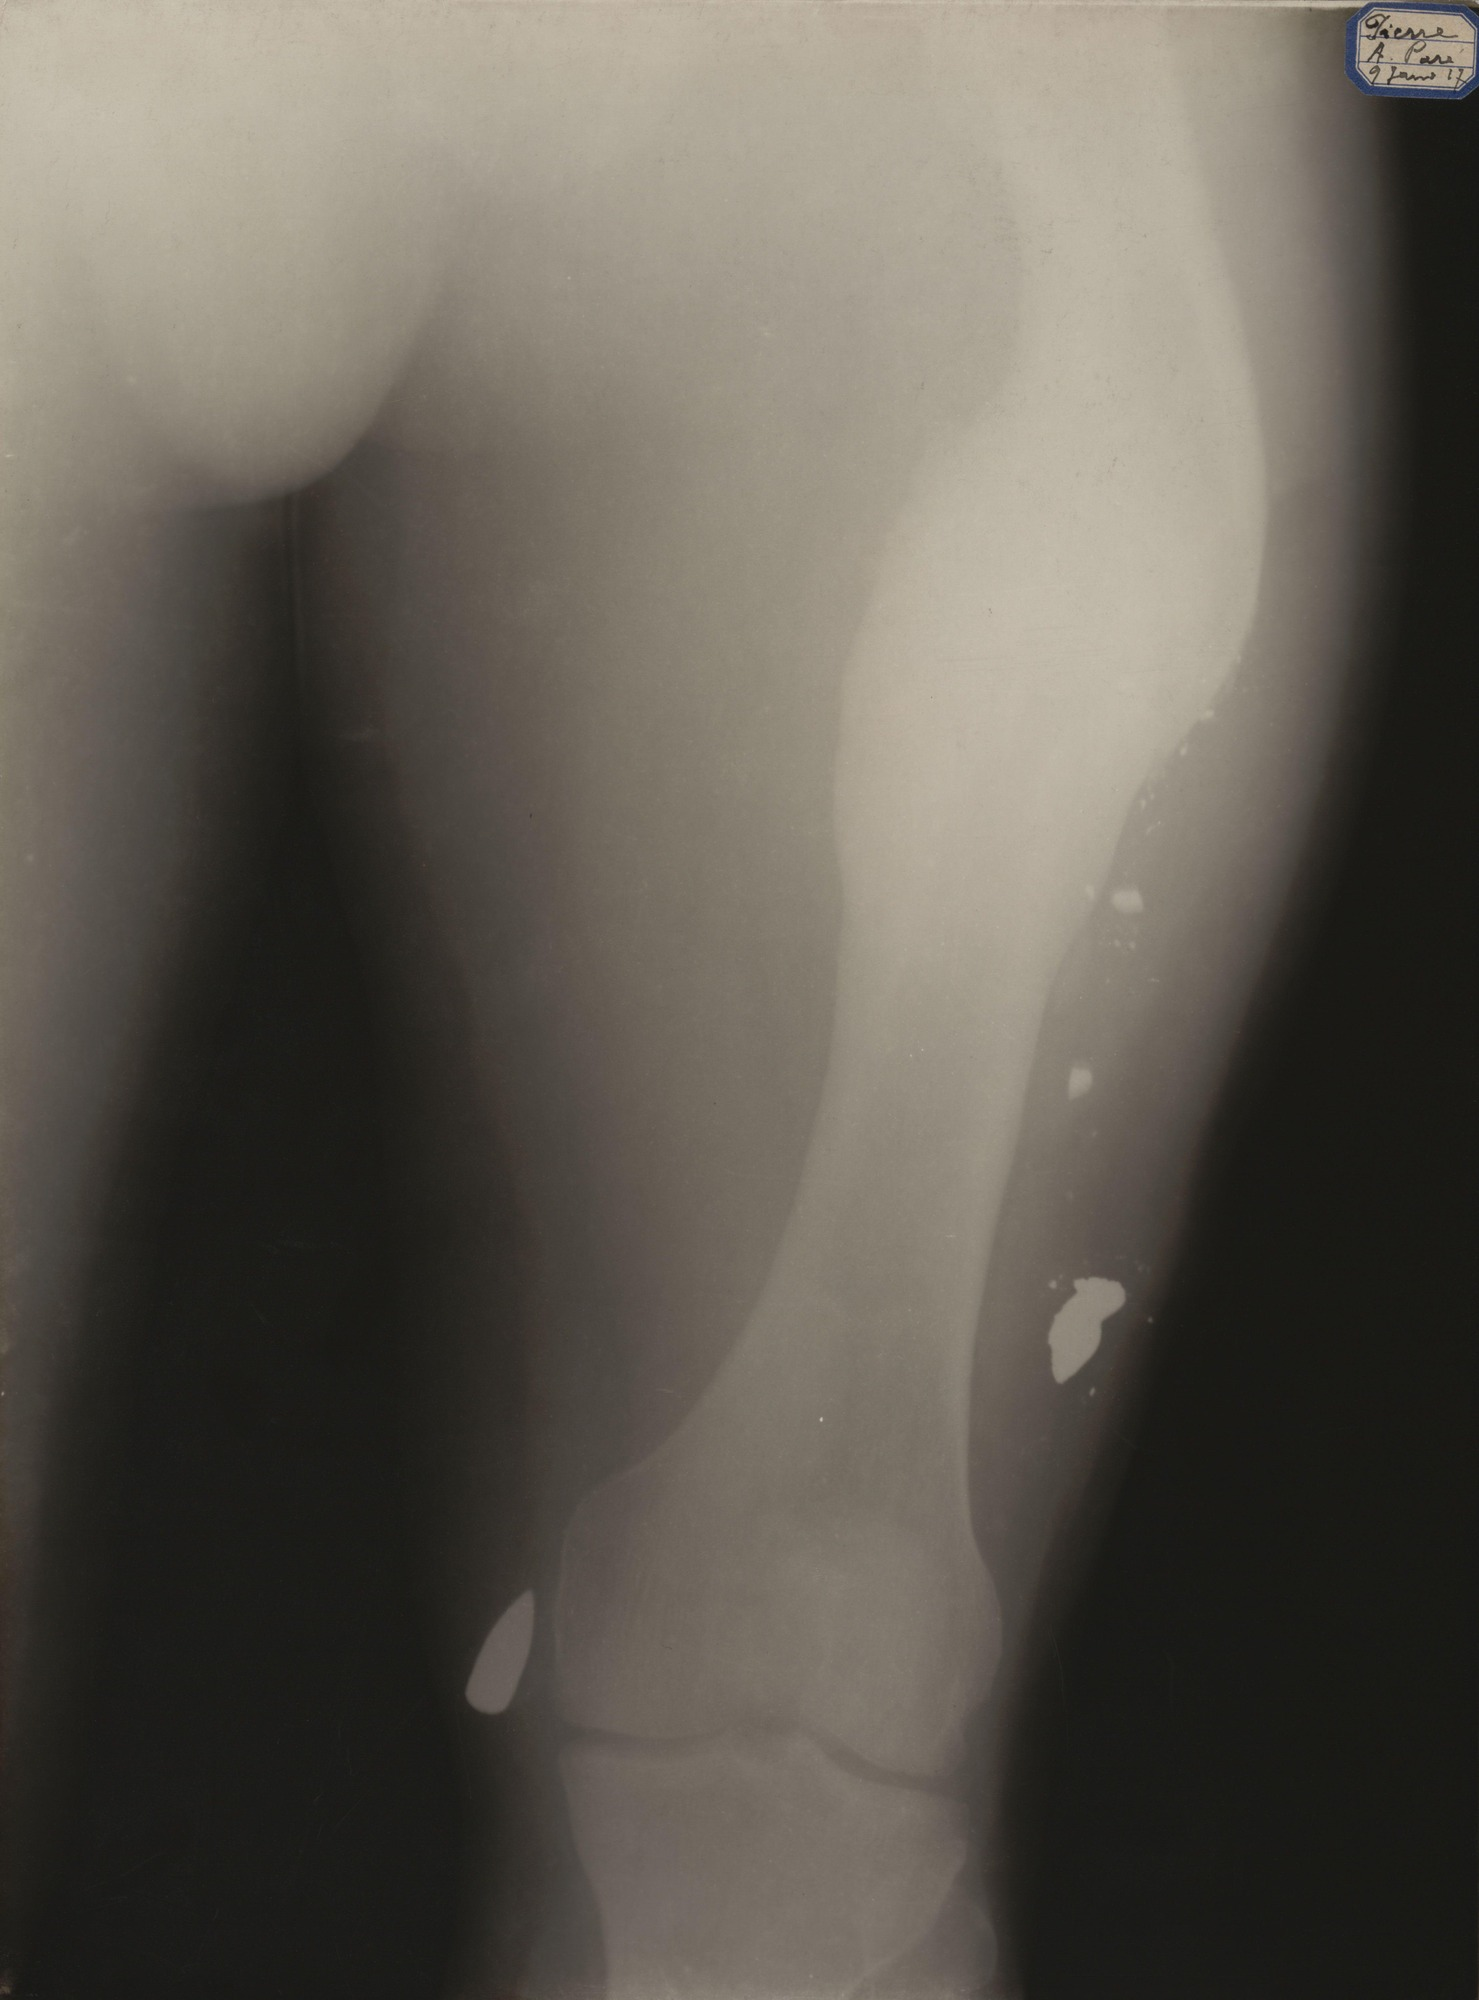 Pierre
A. Paré
9 Janv 17